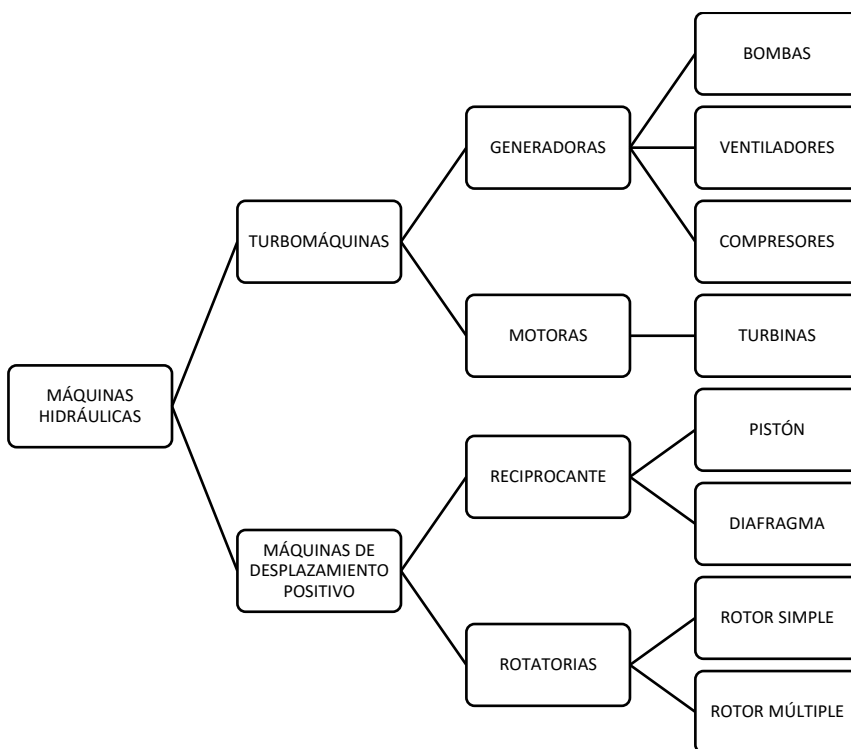 MÁQUINAS
HIDRÁULICAS
TURBOMÁQUINAS
GENERADORAS
BOMBAS
VENTILADORES
COMPRESORES
MOTORAS
TURBINAS
MÁQUINAS DE
DESPLAZAMIENTO
POSITIVO
RECIPROCANTE
PISTÓN
DIAFRAGMA
ROTATORIAS
ROTOR SIMPLE
ROTOR MÚLTIPLE